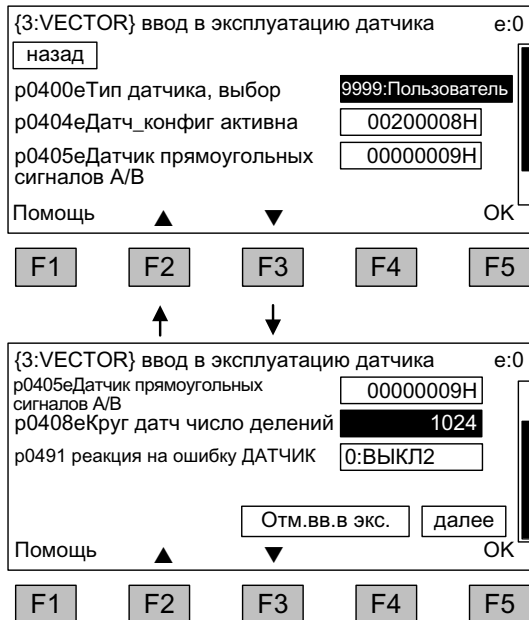 {3:VECTOR} ввод в эксплуатацию датчика e:0
назад
p0400eТип датчика, выбор 9999:Пользователь
p0404eДатч_конфиг активна 00200008H
p0405eДатчик прямоугольных 00000009H
сигналов А/В
Помощь ▲ ▼ OK
F1 F2 F3 F4 F5
{3:VECTOR} ввод в эксплуатацию датчика e:0
p0405eДатчик прямоугольных 00000009H
сигналов А/В
p0408eКруг датч число делений 1024
p0491 реакция на ошибку ДАТЧИК 0:ВЫКЛ2
Отм.вв.в экс. далее
Помощь ▲ ▼ OK
F1 F2 F3 F4 F5